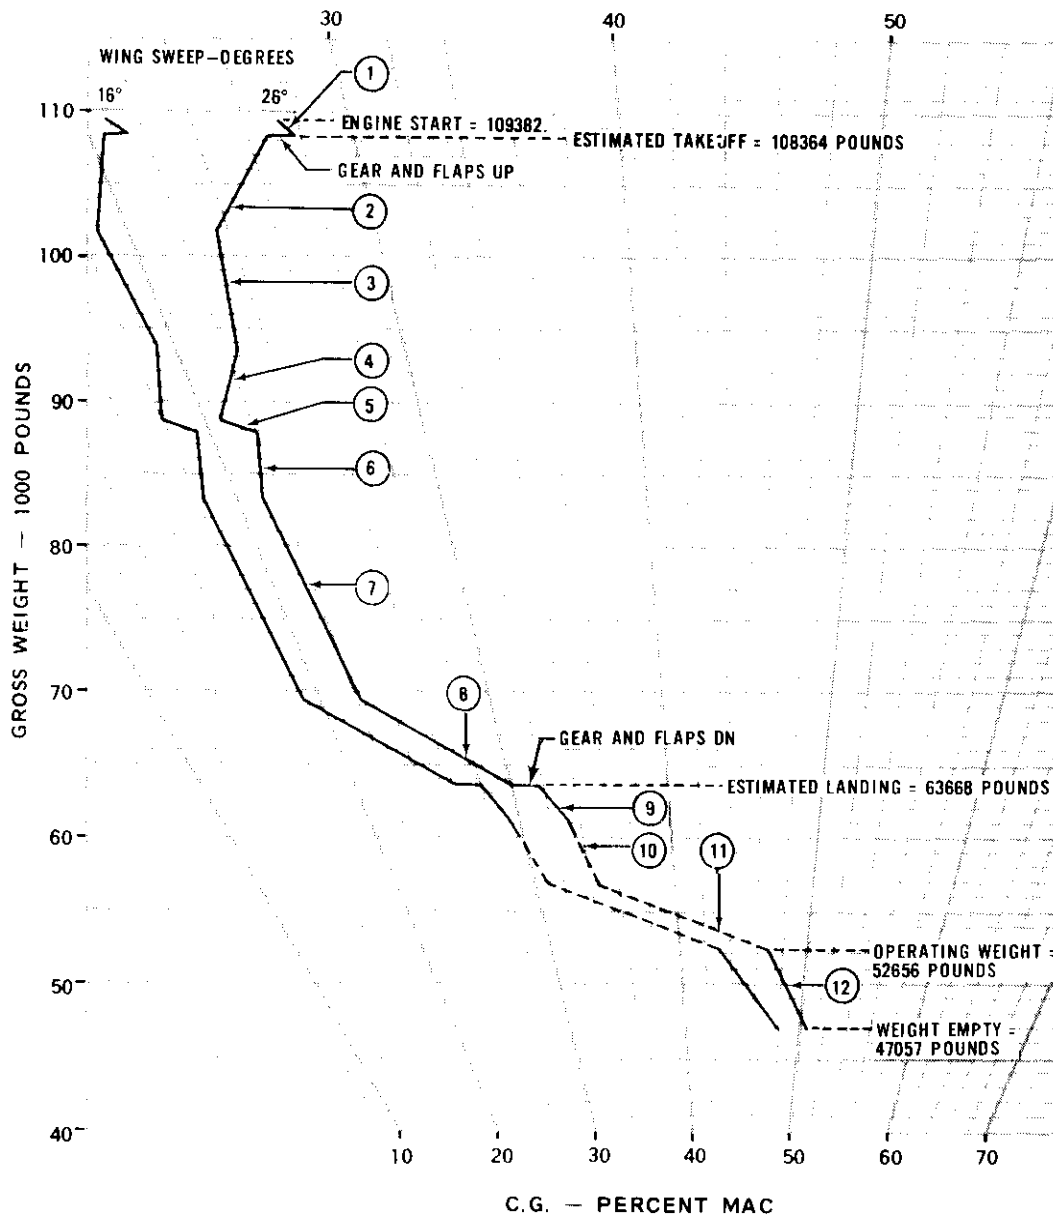 30 40 50
WING SWEEP–DEGREES
1
16° 26°
110
ENGINE START = 109382.
ESTIMATED TAKEOFF = 108364 POUNDS
GEAR AND FLAPS UP
2
100
3
4
90
5
6
80
7
GROSS WEIGHT – 1000 POUNDS
70
8
GEAR AND FLAPS DN
ESTIMATED LANDING = 63668 POUNDS
9
60
10
11
OPERATING WEIGHT =
52656 POUNDS
50
12
WEIGHT EMPTY =
47057 POUNDS
40
10 20 30 40 50 60 70
C.G. – PERCENT MAC